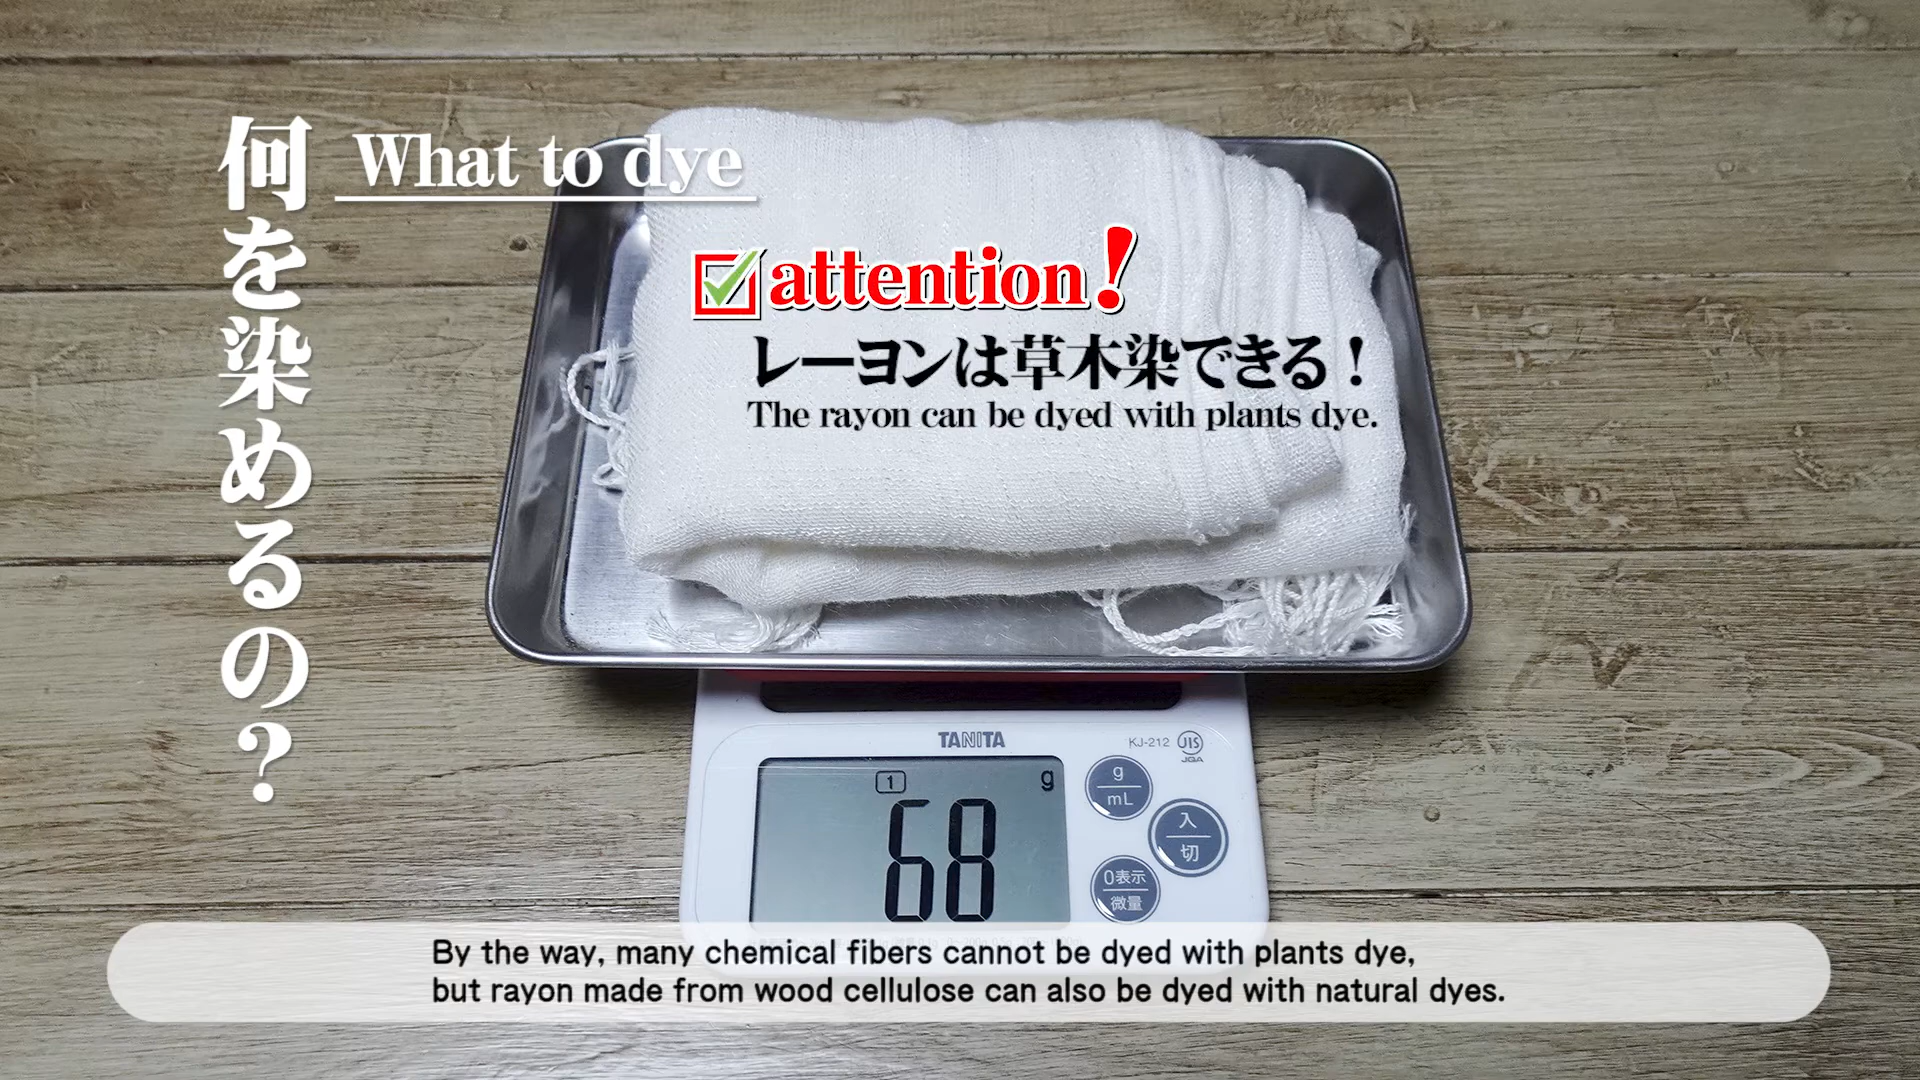 何を染めるの？
What to dye
attention!
レーヨンは草木染できる！
The rayon can be dyed with plants dye.
TANITA
KJ-212 JIS
JQA
1 g
68
g
mL
入
切
0表示
微量
By the way, many chemical fibers cannot be dyed with plants dye,
but rayon made from wood cellulose can also be dyed with natural dyes.